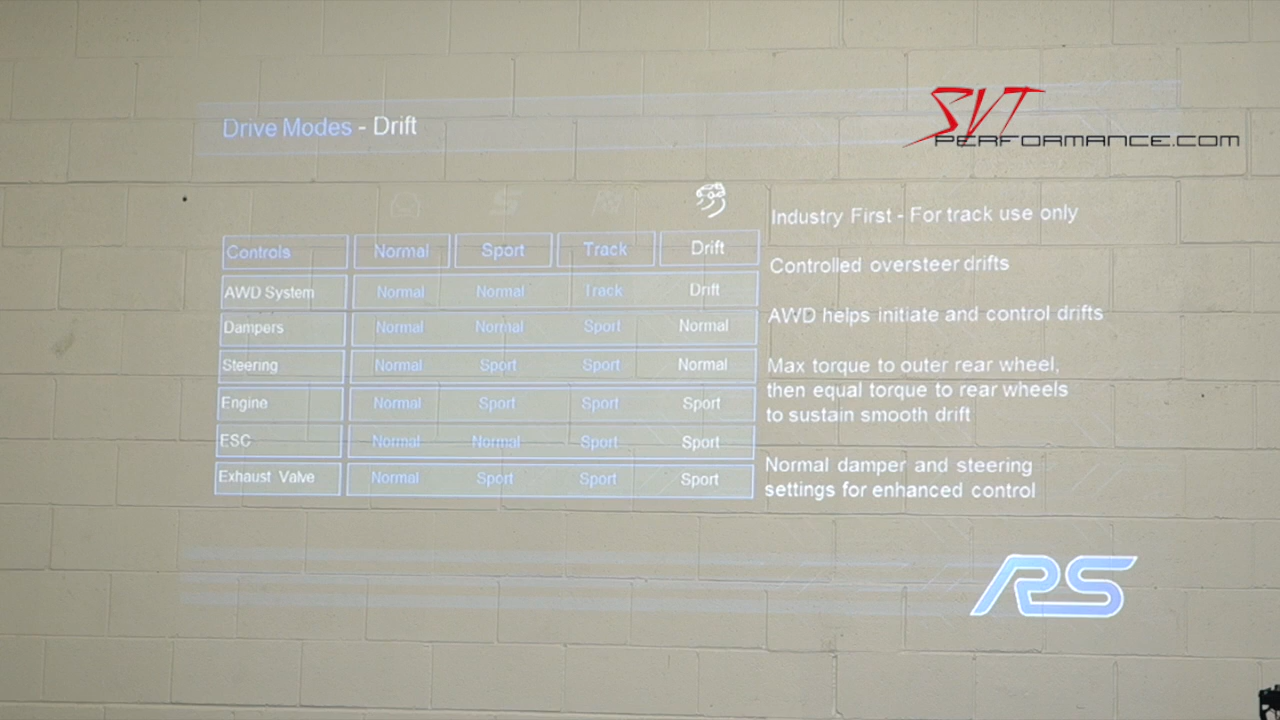 SVT
PERFORMANCE.COM
Drive Modes - Drift
Controls Normal Sport Track Drift
AWD System Normal Normal Track Drift
Dampers Normal Normal Sport Normal
Steering Normal Sport Sport Normal
Engine Normal Sport Sport Sport
ESC Normal Normal Sport Sport
Exhaust Valve Normal Sport Sport Sport
Industry First - For track use only
Controlled oversteer drifts
AWD helps initiate and control drifts
Max torque to outer rear wheel,
then equal torque to rear wheels
to sustain smooth drift
Normal damper and steering
settings for enhanced control
RS